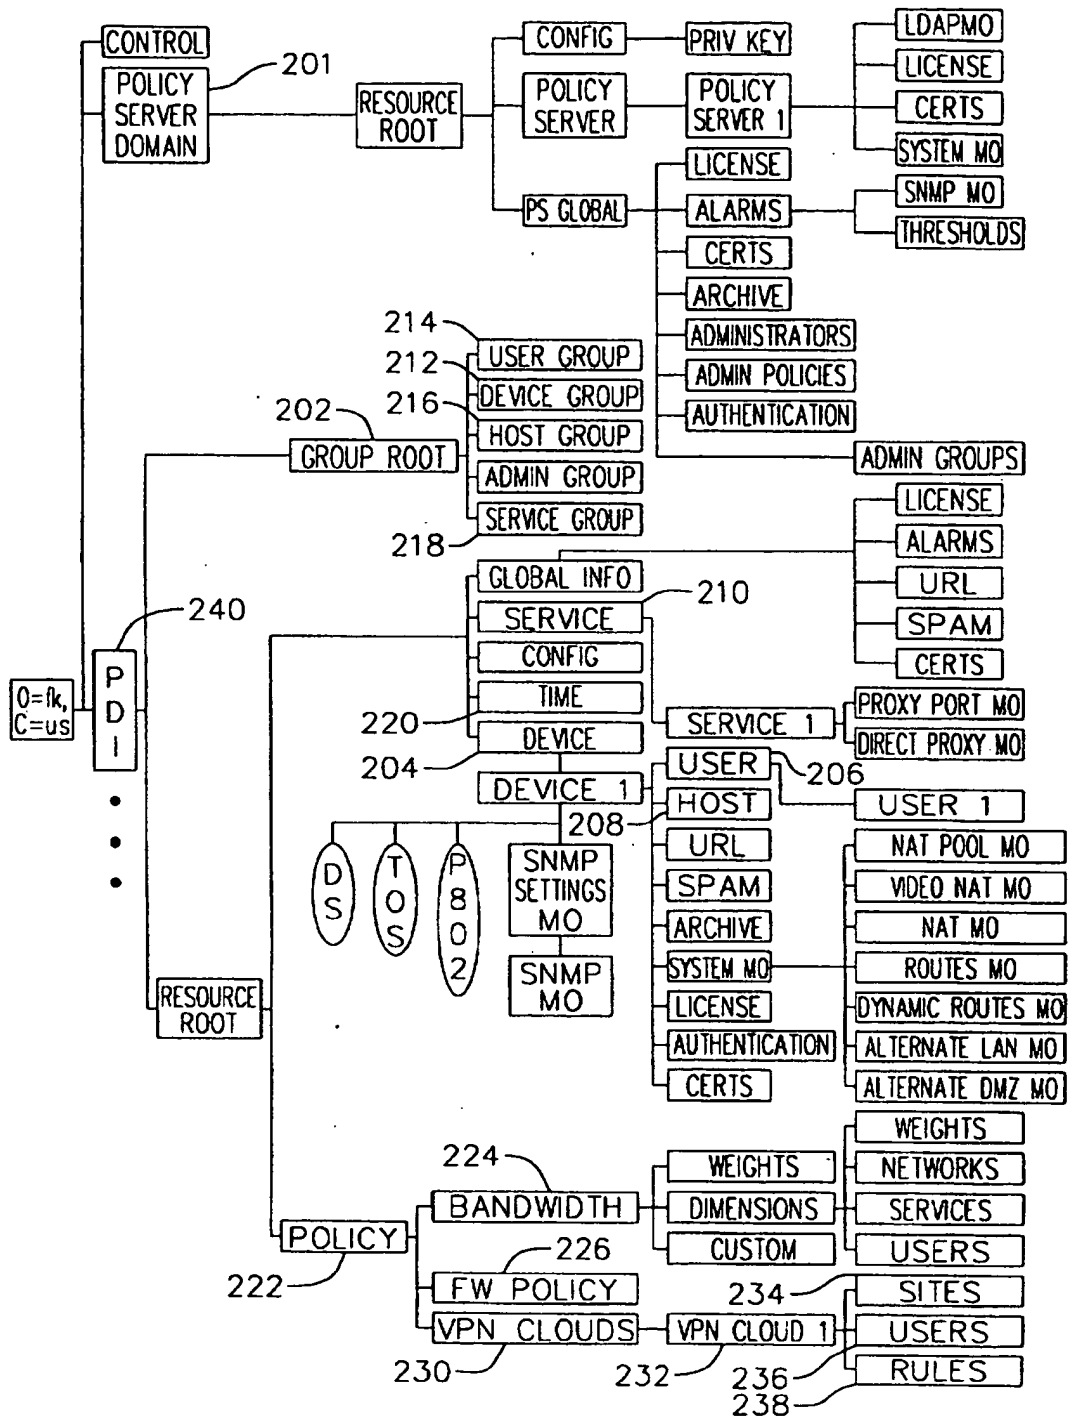 CONTROL
POLICY
SERVER
DOMAIN
201
RESOURCE
ROOT
CONFIG
PRIV KEY
POLICY
SERVER
POLICY
SERVER 1
LDAPMO
LICENSE
CERTS
SYSTEM MO
PS GLOBAL
LICENSE
ALARMS
CERTS
ARCHIVE
ADMINISTRATORS
ADMIN POLICIES
AUTHENTICATION
ADMIN GROUPS
SNMP MO
THRESHOLDS
214
212
216
202
GROUP ROOT
USER GROUP
DEVICE GROUP
HOST GROUP
ADMIN GROUP
SERVICE GROUP
218
GLOBAL INFO
SERVICE
CONFIG
TIME
DEVICE
210
220
204
LICENSE
ALARMS
URL
SPAM
CERTS
240
O=fk,
C=us
P
D
I
SERVICE 1
PROXY PORT MO
DIRECT PROXY MO
DEVICE 1
USER
206
USER 1
HOST
208
URL
SPAM
ARCHIVE
SYSTEM MO
LICENSE
AUTHENTICATION
CERTS
NAT POOL MO
VIDEO NAT MO
NAT MO
ROUTES MO
DYNAMIC ROUTES MO
ALTERNATE LAN MO
ALTERNATE DMZ MO
D
S
T
O
S
P
8
0
2
SNMP
SETTINGS
MO
SNMP
MO
RESOURCE
ROOT
POLICY
222
224
BANDWIDTH
WEIGHTS
DIMENSIONS
CUSTOM
WEIGHTS
NETWORKS
SERVICES
USERS
226
FW POLICY
VPN CLOUDS
230
VPN CLOUD 1
232
234
SITES
USERS
236
RULES
238